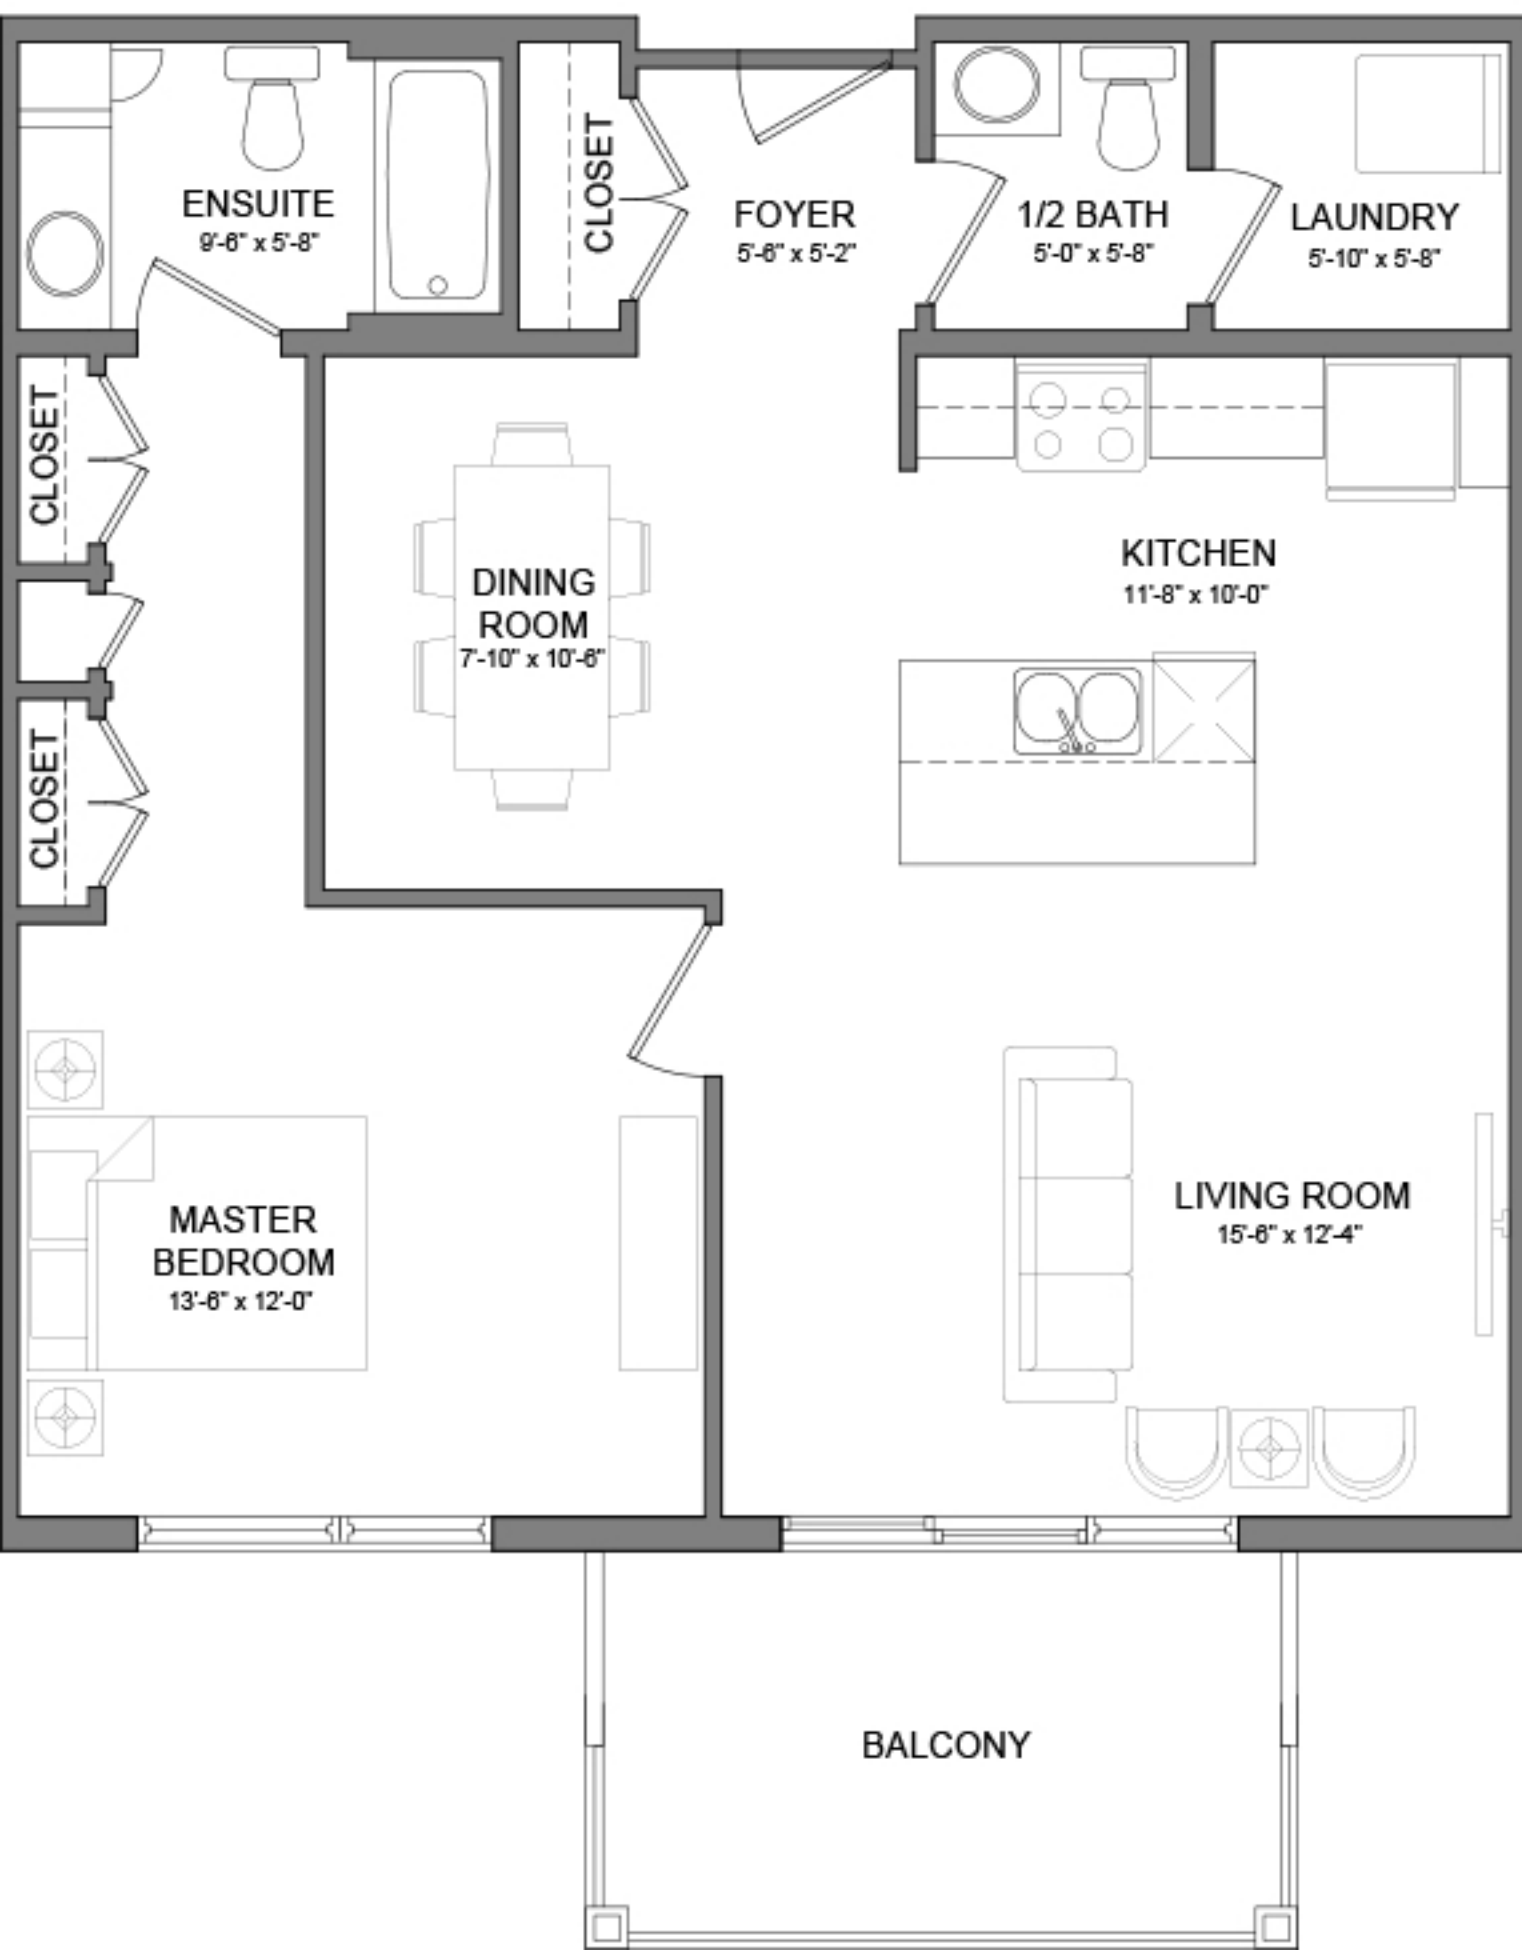 ENSUITE
9'-6" x 5'-8"
CLOSET
FOYER
5'-6" x 5'-2"
1/2 BATH
5'-0" x 5'-8"
LAUNDRY
5'-10" x 5'-8"
CLOSET
DINING
ROOM
7'-10" x 10'-6"
KITCHEN
11'-8" x 10'-0"
CLOSET
MASTER
BEDROOM
13'-6" x 12'-0"
LIVING ROOM
15'-6" x 12'-4"
BALCONY